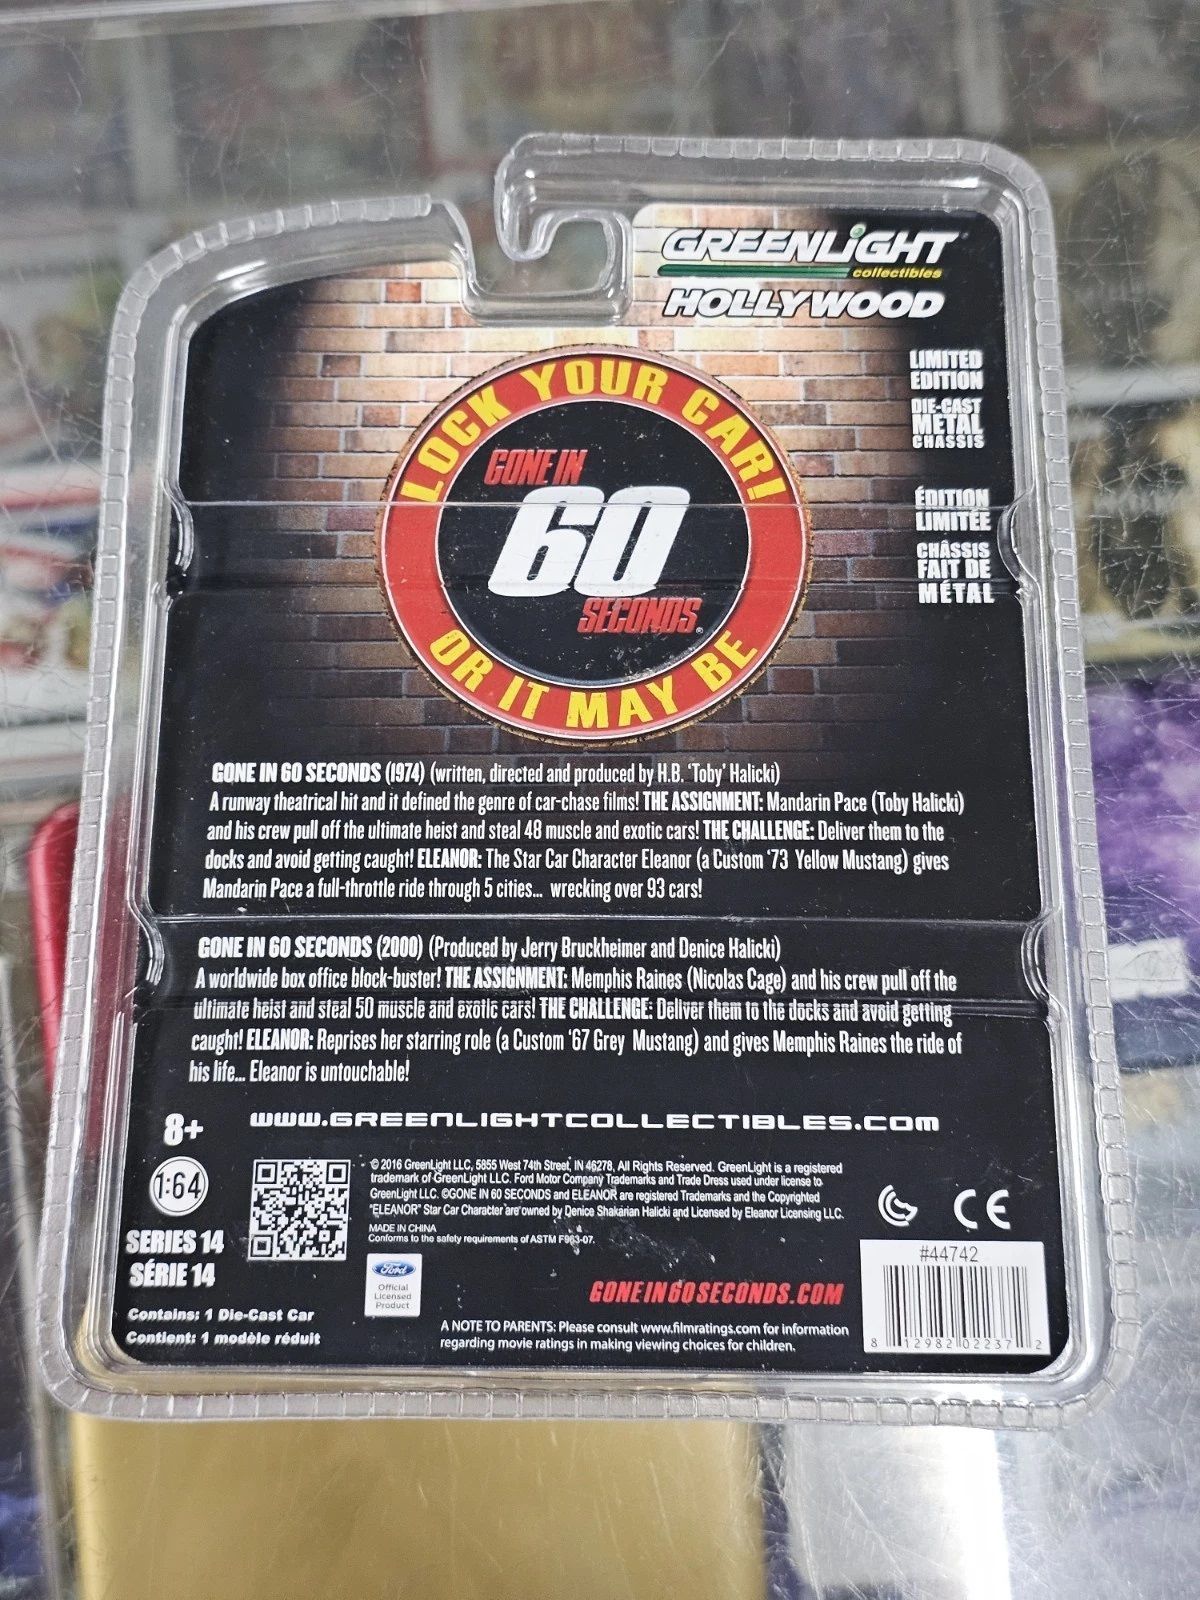 GREENLiGHT
collectibles
HOLLYWOOD
LIMITED
EDITION
DIE-CAST
METAL
CHASSIS
ÉDITION
LIMITÉE
CHÂSSIS
FAIT DE
MÉTAL
LOCK YOUR CAR!
GONE IN
60
SECONDS®
OR IT MAY BE
GONE IN 60 SECONDS (1974) (written, directed and produced by H.B. 'Toby' Halicki)
A runway theatrical hit and it defined the genre of car-chase films! THE ASSIGNMENT: Mandarin Pace (Toby Halicki)
and his crew pull off the ultimate heist and steal 48 muscle and exotic cars! THE CHALLENGE: Deliver them to the
docks and avoid getting caught! ELEANOR: The Star Car Character Eleanor (a Custom '73 Yellow Mustang) gives
Mandarin Pace a full-throttle ride through 5 cities... wrecking over 93 cars!
GONE IN 60 SECONDS (2000) (Produced by Jerry Bruckheimer and Denice Halicki)
A worldwide box office block-buster! THE ASSIGNMENT: Memphis Raines (Nicolas Cage) and his crew pull off the
ultimate heist and steal 50 muscle and exotic cars! THE CHALLENGE: Deliver them to the docks and avoid getting
caught! ELEANOR: Reprises her starring role (a Custom '67 Grey Mustang) and gives Memphis Raines the ride of
his life... Eleanor is untouchable!
8+
WWW.GREENLIGHTCOLLECTIBLES.COM
1:64
© 2016 GreenLight LLC, 5855 West 74th Street, IN 46278, All Rights Reserved. GreenLight is a registered
trademark of GreenLight LLC. Ford Motor Company Trademarks and Trade Dress used under license to
GreenLight LLC. ©GONE IN 60 SECONDS and ELEANOR are registered Trademarks and the Copyrighted
"ELEANOR" Star Car Character are owned by Denice Shakarian Halicki and Licensed by Eleanor Licensing LLC.
MADE IN CHINA
Conforms to the safety requirements of ASTM F963-07.
CE
SERIES 14
SÉRIE 14
Ford
Official
Licensed
Product
#44742
GONEIN60SECONDS.COM
Contains: 1 Die-Cast Car
Contient: 1 modèle réduit
A NOTE TO PARENTS: Please consult www.filmratings.com for information
regarding movie ratings in making viewing choices for children.
8 12982 02237 2